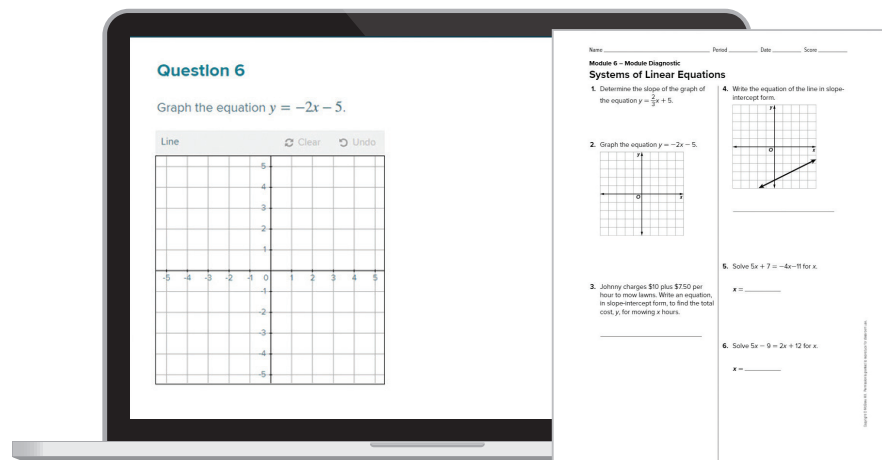 Question 6
Graph the equation y = −2x − 5.
Line Clear Undo
5
4
3
2
1
-5 -4 -3 -2 -1 0 1 2 3 4 5
-1
-2
-3
-4
-5
Name Period Date Score
Module 6 – Module Diagnostic
Systems of Linear Equations
1. Determine the slope of the graph of
the equation y = 2/3x + 5.
2. Graph the equation y = −2x − 5.
y
O x
3. Johnny charges $10 plus $7.50 per
hour to mow lawns. Write an equation,
in slope-intercept form, to find the total
cost, y, for mowing x hours.
4. Write the equation of the line in slope-
intercept form.
y
O x
5. Solve 5x + 7 = −4x−11 for x.
x =
6. Solve 5x − 9 = 2x + 12 for x.
x =